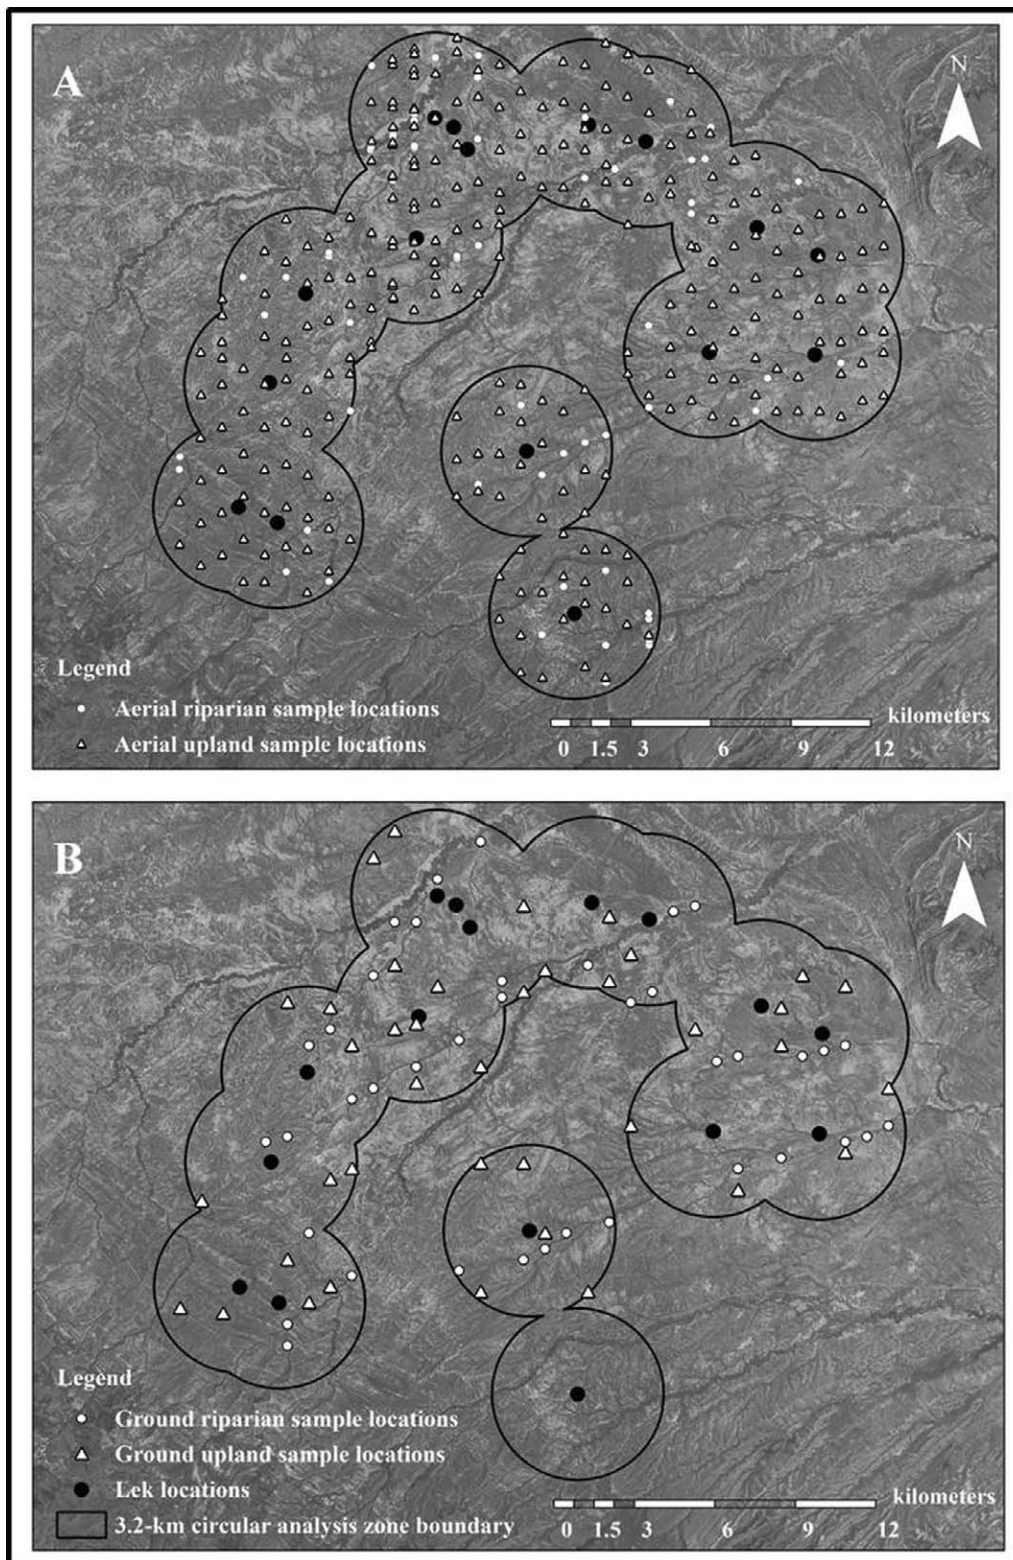 A
N
Legend
Aerial riparian sample locations
Aerial upland sample locations
kilometers
0 1.5 3 6 9 12
B
N
Legend
Ground riparian sample locations
Ground upland sample locations
Lek locations
3.2-km circular analysis zone boundary
kilometers
0 1.5 3 6 9 12